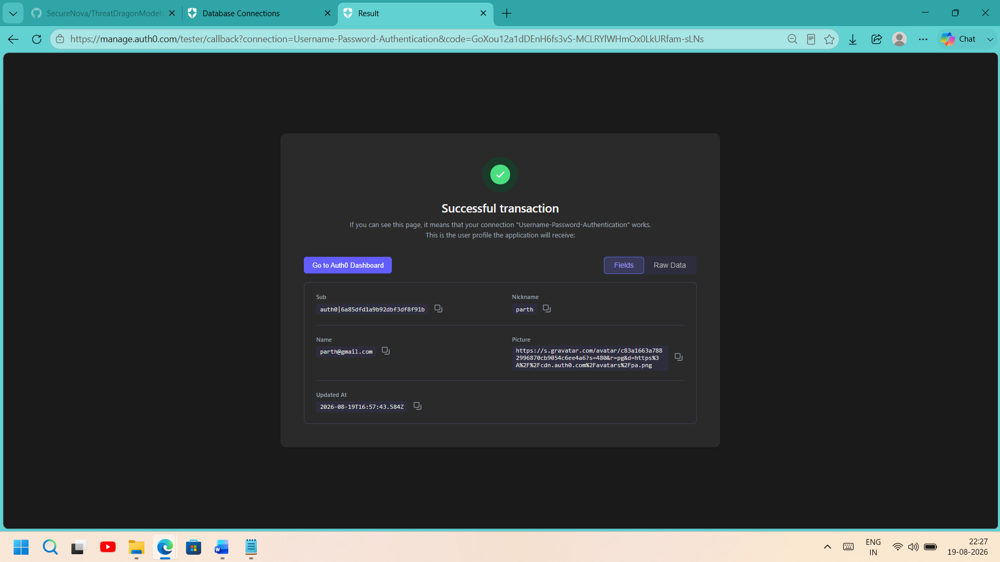 SecureNova/ThreatDragonModels
Database Connections
Result
https://manage.auth0.com/tester/callback?connection=Username-Password-Authentication&code=GoXou12a1dDEnH6fs3vS-MCLRYlWHmOx0LkURfam-sLNs
Chat
Successful transaction
If you can see this page, it means that your connection "Username-Password-Authentication" works.
This is the user profile the application will receive:
Go to Auth0 Dashboard
Fields
Raw Data
Sub
auth0|6a85dfd1a9b92dbf3df8f91b
Nickname
parth
Name
parth@gmail.com
Picture
https://s.gravatar.com/avatar/c83a1663a788
2996870cb9054c6ee4a6?s=480&r=pg&d=https%3
A%2F%2Fcdn.auth0.com%2Favatars%2Fpa.png
Updated At
2026-08-19T16:57:43.584Z
W
ENG
IN
22:27
19-08-2026